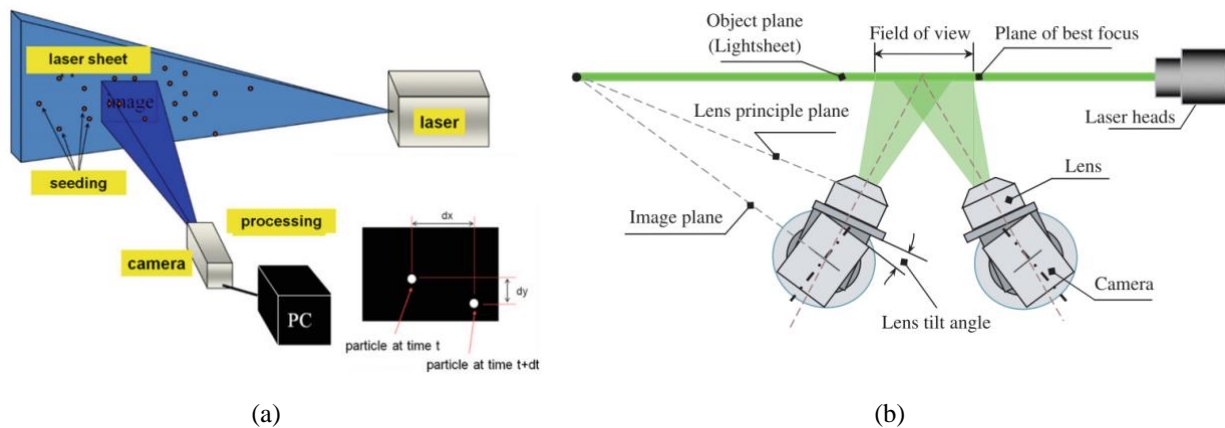 laser sheet
image
laser
seeding
processing
camera
PC
dx
dy
particle at time t
particle at time t+dt
(a)
Object plane
(Lightsheet)
Field of view
Plane of best focus
Lens principle plane
Laser heads
Lens
Image plane
Camera
Lens tilt angle
(b)